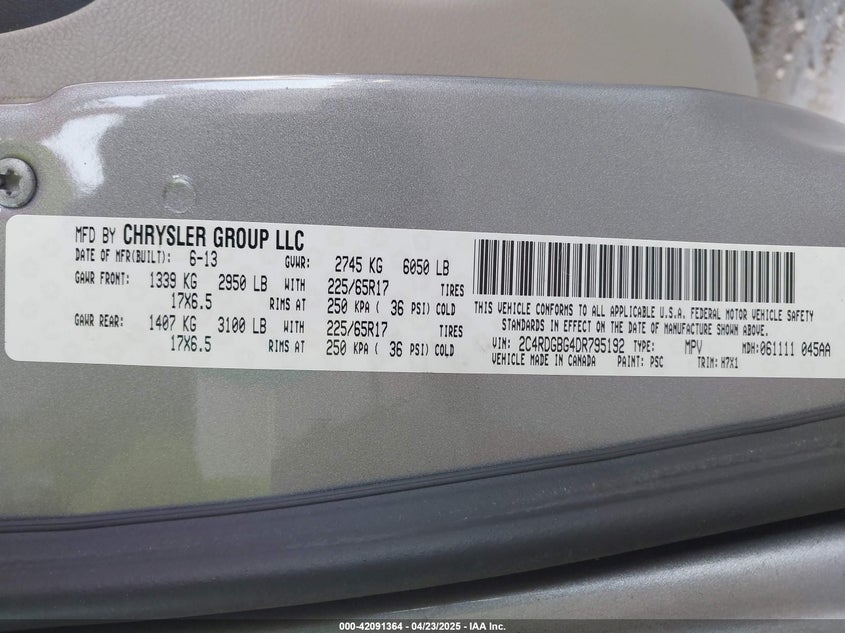 MFD BY CHRYSLER GROUP LLC
DATE OF MFR(BUILT): 6-13 GVWR: 2745 KG 6050 LB
GAWR FRONT: 1339 KG 2950 LB WITH 225/65R17 TIRES
17X6.5 RIMS AT 250 KPA ( 36 PSI) COLD
GAWR REAR: 1407 KG 3100 LB WITH 225/65R17 TIRES
17X6.5 RIMS AT 250 KPA ( 36 PSI) COLD
THIS VEHICLE CONFORMS TO ALL APPLICABLE U.S.A. FEDERAL MOTOR VEHICLE SAFETY
STANDARDS IN EFFECT ON THE DATE OF MANUFACTURE SHOWN ABOVE.
VIN: 2C4RDGBG4DR795192 TYPE: MPV MDH: 061111 045AA
VEHICLE MADE IN CANADA PAINT: PSC TRIM: H7X1
000-42091364 | 04/23/2025 - IAA Inc.